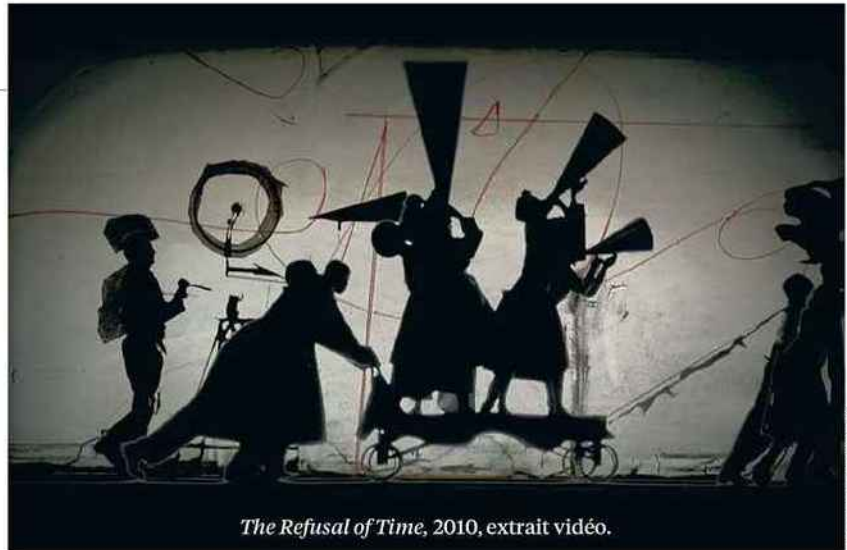 The Refusal of Time, 2010, extrait vidéo.